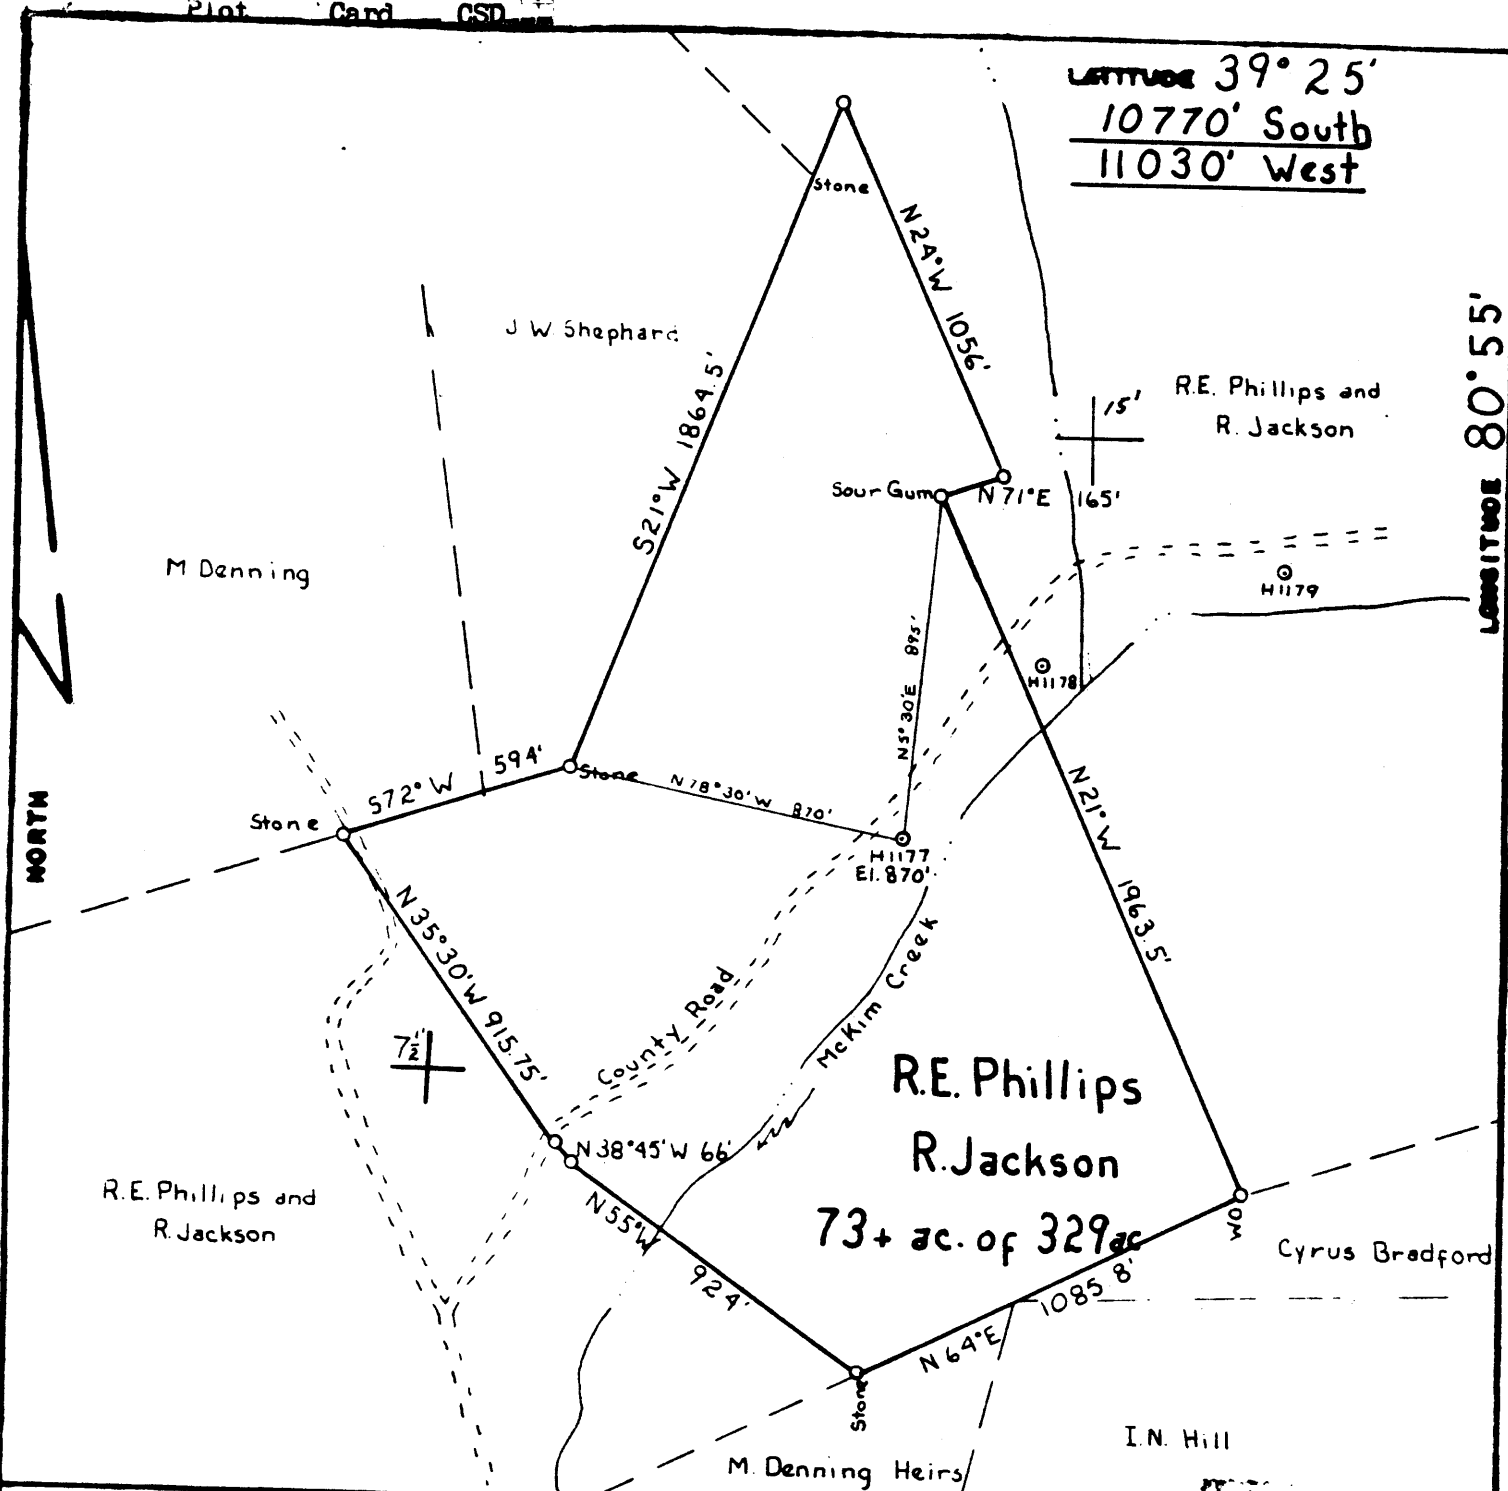 Plot Card CSD
LATITUDE 39° 25'
10770' South
11030' West
LONGITUDE 80° 55'
Stone
N24°W 1056'
J W. Shephard
S21°W 1864.5'
15'
R.E. Phillips and
R. Jackson
Sour Gum
N 71°E 165'
M Denning
H1179
H1178
N5°30'E 895'
S72°W 594'
Stone
N 78°30'W 870'
Stone
NORTH
H1177
El. 870'
N21°W 1963.5'
N35°30'W 915.75'
McKim Creek
County Road
7½'
R.E. Phillips
R. Jackson
73+ ac. of 329ac
N38°45'W 66'
N55°W 924'
R.E. Phillips and
R. Jackson
WO
Cyrus Bradford
N64°E 1085.8'
Stone
I.N. Hill
M. Denning Heirs